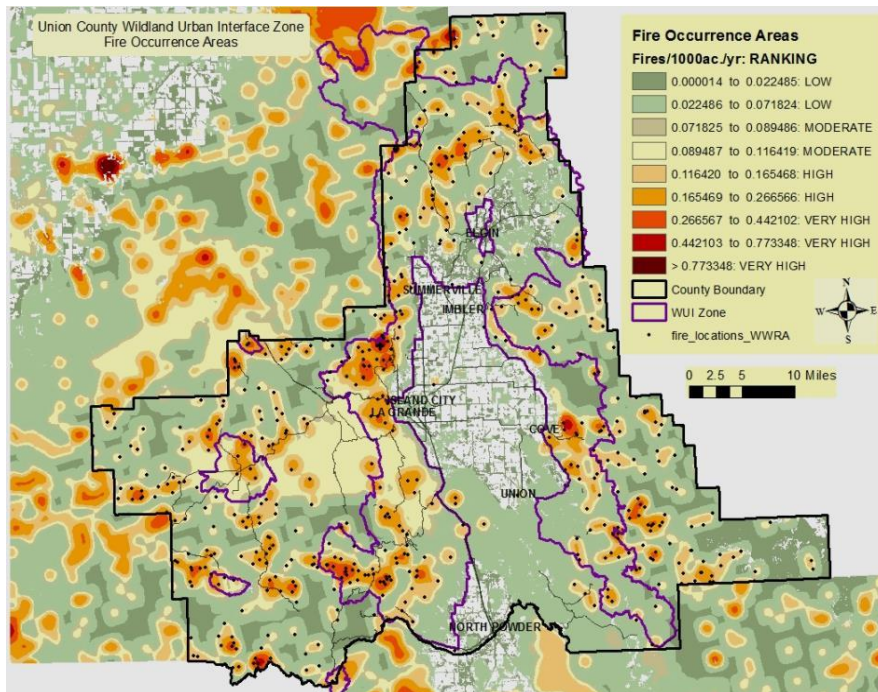 Union County Wildland Urban Interface Zone
Fire Occurrence Areas
Fire Occurrence Areas
Fires/1000ac./yr: RANKING
0.000014 to 0.022485: LOW
0.022486 to 0.071824: LOW
0.071825 to 0.089486: MODERATE
0.089487 to 0.116419: MODERATE
0.116420 to 0.165468: HIGH
0.165469 to 0.266566: HIGH
0.266567 to 0.442102: VERY HIGH
0.442103 to 0.773348: VERY HIGH
> 0.773348: VERY HIGH
County Boundary
WUI Zone
fire_locations_WWRA
N
W E
S
0 2.5 5 10 Miles
ELGIN
SUMMERVILLE
IMBLER
ISLAND CITY
LA GRANDE
COVE
UNION
NORTH POWDER